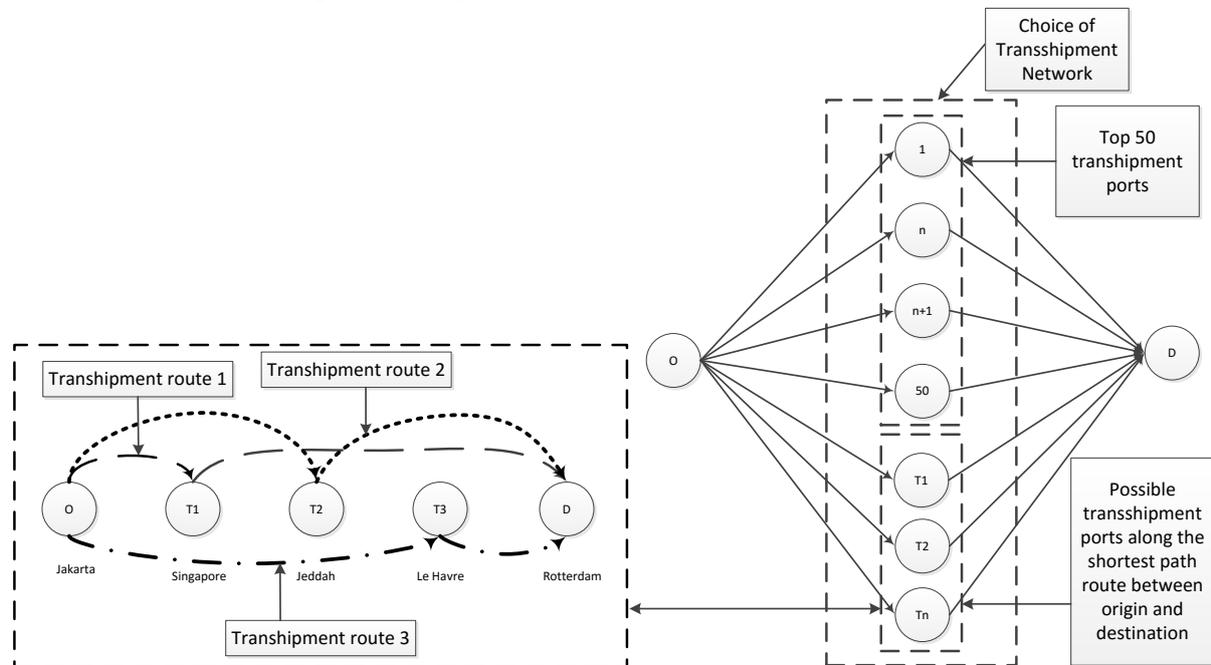 Choice of
Transshipment
Network
1
Top 50
transhipment
ports
n
n+1
O
D
50
Transhipment route 1
Transhipment route 2
T1
T2
Tn
Possible
transshipment
ports along the
shortest path
route between
origin and
destination
O
T1
T2
T3
D
Jakarta
Singapore
Jeddah
Le Havre
Rotterdam
Transhipment route 3